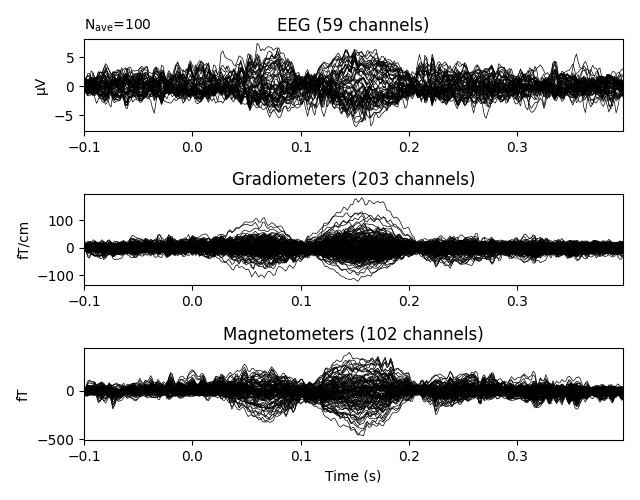 N_ave=100
EEG (59 channels)
5
0
−5
µV
−0.1 0.0 0.1 0.2 0.3
Gradiometers (203 channels)
100
0
−100
fT/cm
−0.1 0.0 0.1 0.2 0.3
Magnetometers (102 channels)
0
−500
fT
−0.1 0.0 0.1 0.2 0.3
Time (s)